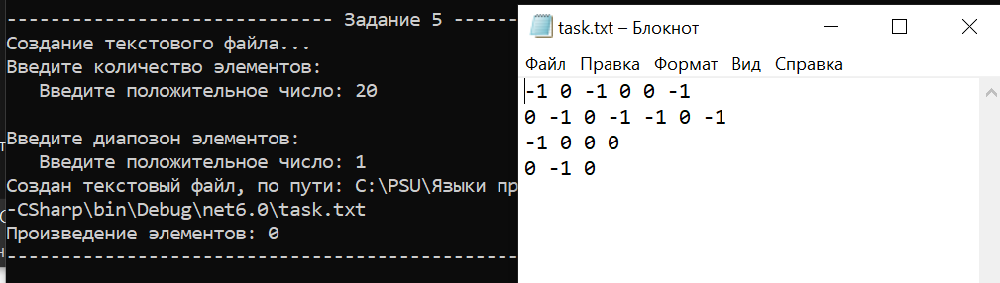 ------------------------------ Задание 5 ------
Создание текстового файла...
Введите количество элементов:
Введите положительное число: 20
Введите диапозон элементов:
Введите положительное число: 1
Создан текстовый файл, по пути: C:\PSU\Языки пр
-CSharp\bin\Debug\net6.0\task.txt
Произведение элементов: 0
-----------------------------------------------
task.txt – Блокнот
Файл Правка Формат Вид Справка
-1 0 -1 0 0 -1
0 -1 0 -1 -1 0 -1
-1 0 0 0
0 -1 0